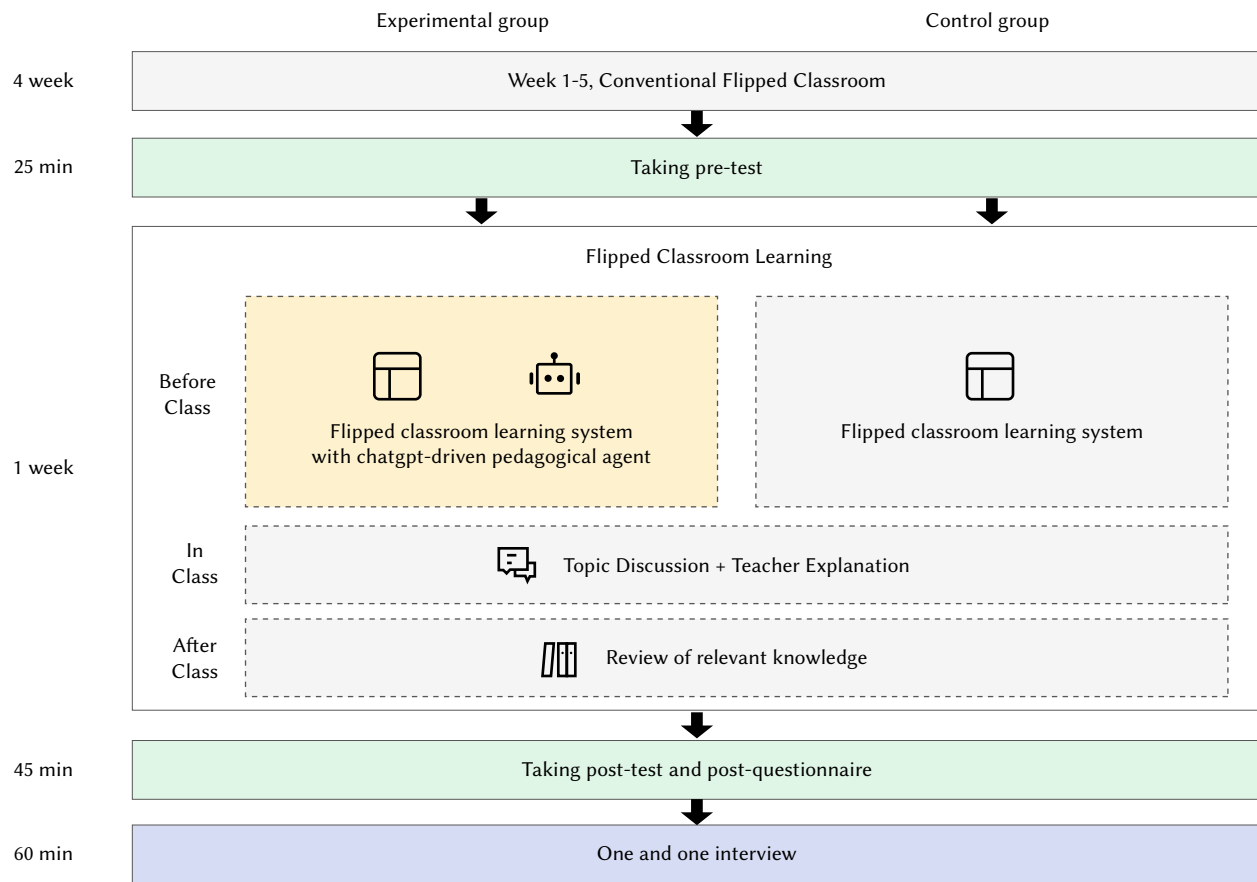 Experimental group
Control group
4 week
Week 1-5, Conventional Flipped Classroom
25 min
Taking pre-test
1 week
Flipped Classroom Learning
Before
Class
Flipped classroom learning system
with chatgpt-driven pedagogical agent
Flipped classroom learning system
In
Class
Topic Discussion + Teacher Explanation
After
Class
Review of relevant knowledge
45 min
Taking post-test and post-questionnaire
60 min
One and one interview